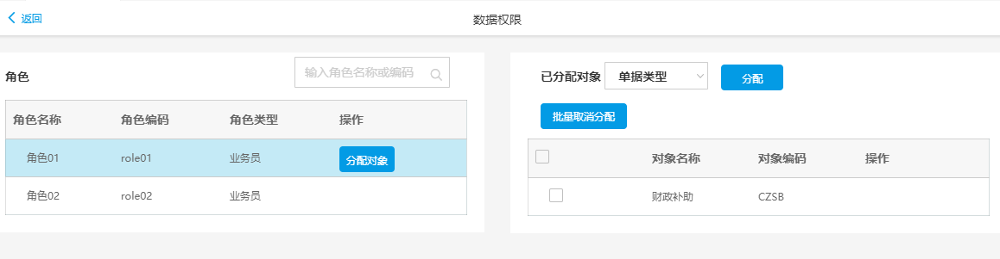 返回
数据权限
角色
输入角色名称或编码
角色名称 角色编码 角色类型 操作
角色01 role01 业务员 分配对象
角色02 role02 业务员
已分配对象 单据类型 分配
批量取消分配
对象名称 对象编码 操作
财政补助 CZSB